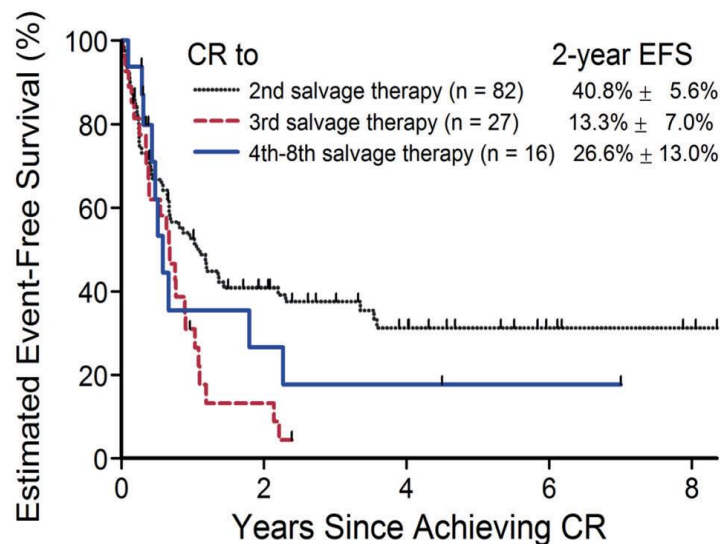 Estimated Event-Free Survival (%)
100
80
60
40
20
0
CR to 2-year EFS
2nd salvage therapy (n = 82) 40.8% ± 5.6%
3rd salvage therapy (n = 27) 13.3% ± 7.0%
4th-8th salvage therapy (n = 16) 26.6% ± 13.0%
0 2 4 6 8
Years Since Achieving CR